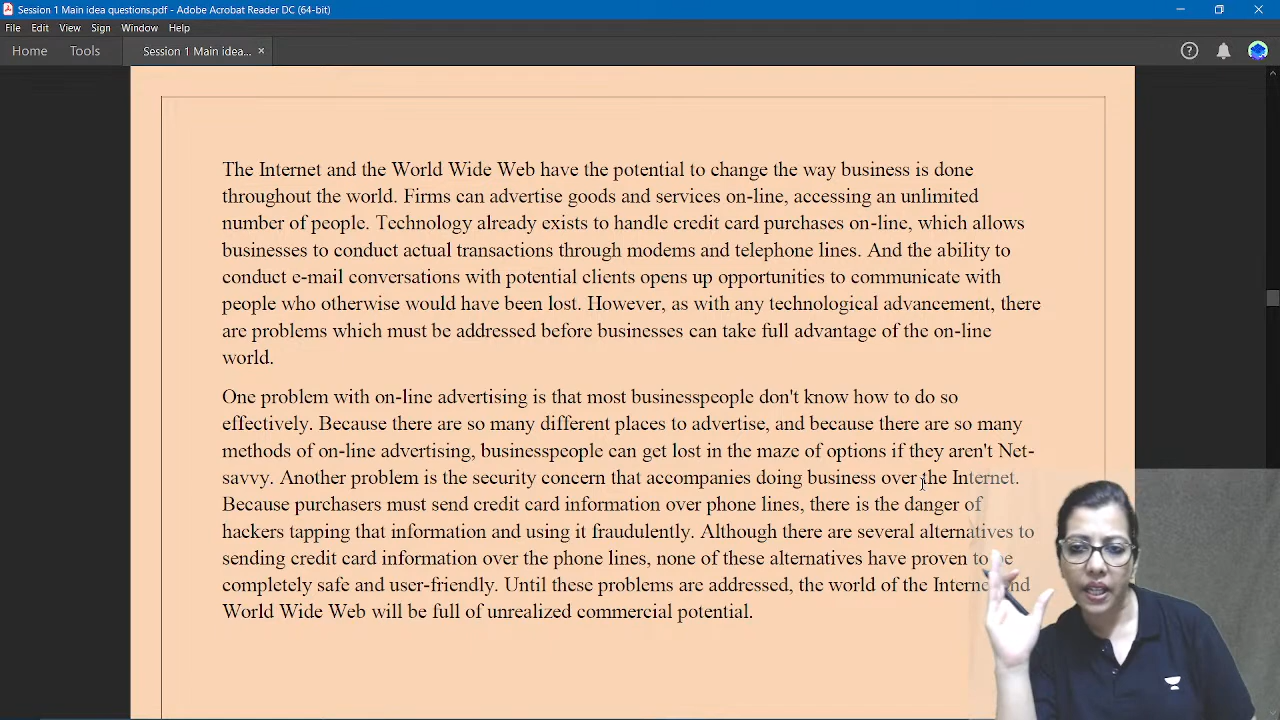 Session 1 Main idea questions.pdf - Adobe Acrobat Reader DC (64-bit)
File Edit View Sign Window Help
Home Tools Session 1 Main idea... ×
The Internet and the World Wide Web have the potential to change the way business is done
throughout the world. Firms can advertise goods and services on-line, accessing an unlimited
number of people. Technology already exists to handle credit card purchases on-line, which allows
businesses to conduct actual transactions through modems and telephone lines. And the ability to
conduct e-mail conversations with potential clients opens up opportunities to communicate with
people who otherwise would have been lost. However, as with any technological advancement, there
are problems which must be addressed before businesses can take full advantage of the on-line
world.
One problem with on-line advertising is that most businesspeople don't know how to do so
effectively. Because there are so many different places to advertise, and because there are so many
methods of on-line advertising, businesspeople can get lost in the maze of options if they aren't Net-
savvy. Another problem is the security concern that accompanies doing business over the Internet.
Because purchasers must send credit card information over phone lines, there is the danger of
hackers tapping that information and using it fraudulently. Although there are several alternatives to
sending credit card information over the phone lines, none of these alternatives have proven to be
completely safe and user-friendly. Until these problems are addressed, the world of the Internet and
World Wide Web will be full of unrealized commercial potential.